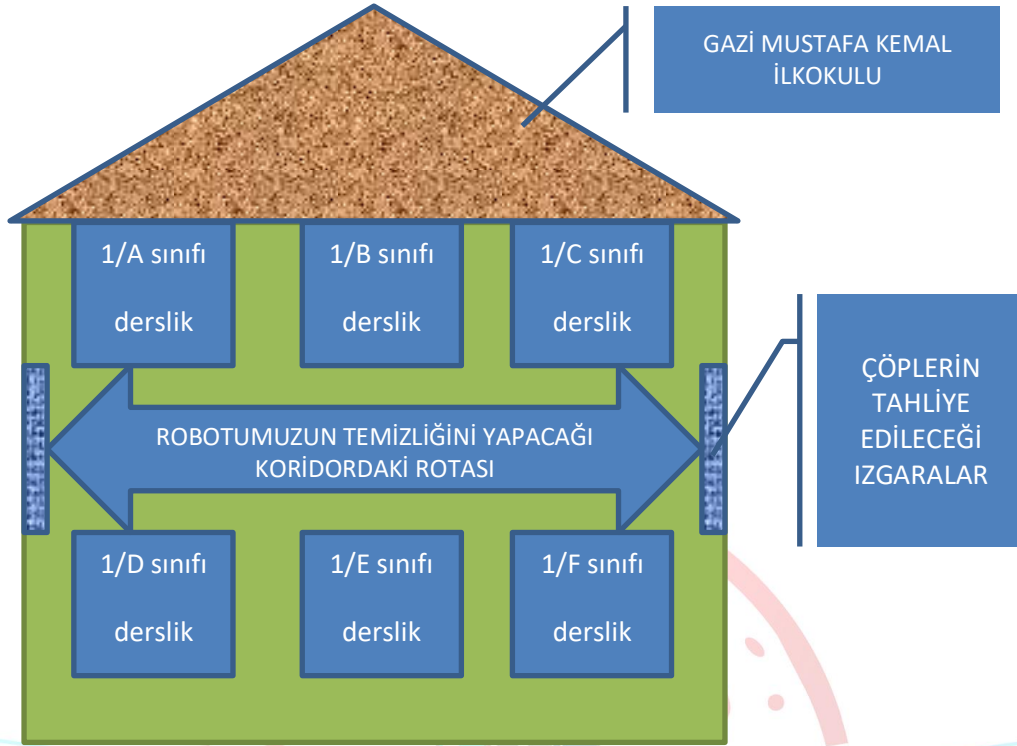 GAZİ MUSTAFA KEMAL
İLKOKULU
1/A sınıfı
derslik
1/B sınıfı
derslik
1/C sınıfı
derslik
ÇÖPLERİN
TAHLİYE
EDİLECEĞİ
IZGARALAR
ROBOTUMUZUN TEMİZLİĞİNİ YAPACAĞI
KORİDORDAKİ ROTASI
1/D sınıfı
derslik
1/E sınıfı
derslik
1/F sınıfı
derslik